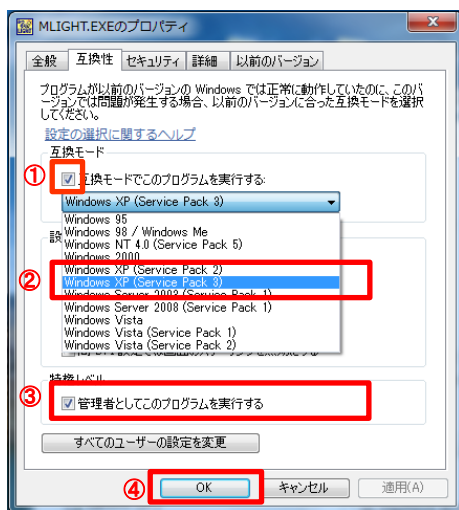 MLIGHT.EXEのプロパティ
全般 互換性 セキュリティ 詳細 以前のバージョン
プログラムが以前のバージョンの Windows では正常に動作していたのに、このバ
ージョンでは問題が発生する場合、以前のバージョンに合った互換モードを選択
してください。
設定の選択に関するヘルプ
互換モード
① 互換モードでこのプログラムを実行する:
Windows XP (Service Pack 3)
Windows 95
Windows 98 / Windows Me
設 Windows NT 4.0 (Service Pack 5)
Windows 2000
Windows XP (Service Pack 2)
② Windows XP (Service Pack 3)
Windows Server 2003 (Service Pack 1)
Windows Server 2008 (Service Pack 1)
Windows Vista
Windows Vista (Service Pack 1)
Windows Vista (Service Pack 2)
特権レベル
③ 管理者としてこのプログラムを実行する
すべてのユーザーの設定を変更
④ OK キャンセル 適用(A)